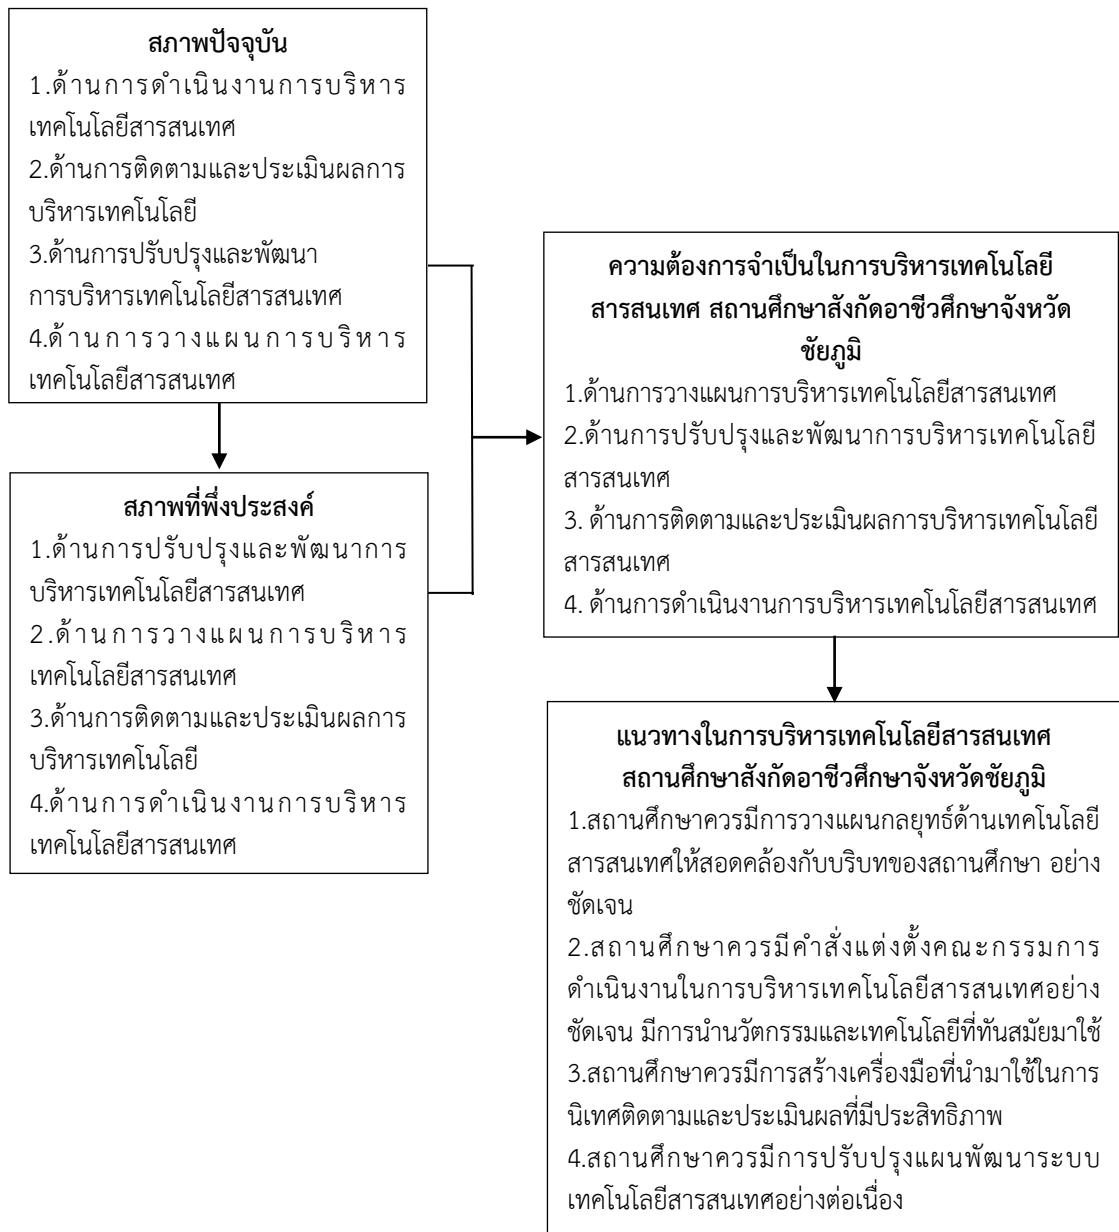 สภาพปัจจุบัน
1.ด้านการดำเนินงานการบริหาร
เทคโนโลยีสารสนเทศ
2.ด้านการติดตามและประเมินผลการ
บริหารเทคโนโลยี
3.ด้านการปรับปรุงและพัฒนา
การบริหารเทคโนโลยีสารสนเทศ
4.ด้านการวางแผนการบริหาร
เทคโนโลยีสารสนเทศ
สภาพที่พึ่งประสงค์
1.ด้านการปรับปรุงและพัฒนาการ
บริหารเทคโนโลยีสารสนเทศ
2.ด้านการวางแผนการบริหาร
เทคโนโลยีสารสนเทศ
3.ด้านการติดตามและประเมินผลการ
บริหารเทคโนโลยี
4.ด้านการดำเนินงานการบริหาร
เทคโนโลยีสารสนเทศ
ความต้องการจำเป็นในการบริหารเทคโนโลยี
สารสนเทศ สถานศึกษาสังกัดอาชีวศึกษาจังหวัด
ชัยภูมิ
1.ด้านการวางแผนการบริหารเทคโนโลยีสารสนเทศ
2.ด้านการปรับปรุงและพัฒนาการบริหารเทคโนโลยี
สารสนเทศ
3. ด้านการติดตามและประเมินผลการบริหารเทคโนโลยี
สารสนเทศ
4. ด้านการดำเนินงานการบริหารเทคโนโลยีสารสนเทศ
แนวทางในการบริหารเทคโนโลยีสารสนเทศ
สถานศึกษาสังกัดอาชีวศึกษาจังหวัดชัยภูมิ
1.สถานศึกษาควรมีการวางแผนกลยุทธ์ด้านเทคโนโลยี
สารสนเทศให้สอดคล้องกับบริบทของสถานศึกษา อย่าง
ชัดเจน
2.สถานศึกษาควรมีคำสั่งแต่งตั้งคณะกรรมการ
ดำเนินงานในการบริหารเทคโนโลยีสารสนเทศอย่าง
ชัดเจน มีการนำนวัตกรรมและเทคโนโลยีที่ทันสมัยมาใช้
3.สถานศึกษาควรมีการสร้างเครื่องมือที่นำมาใช้ในการ
นิเทศติดตามและประเมินผลที่มีประสิทธิภาพ
4.สถานศึกษาควรมีการปรับปรุงแผนพัฒนาระบบ
เทคโนโลยีสารสนเทศอย่างต่อเนื่อง